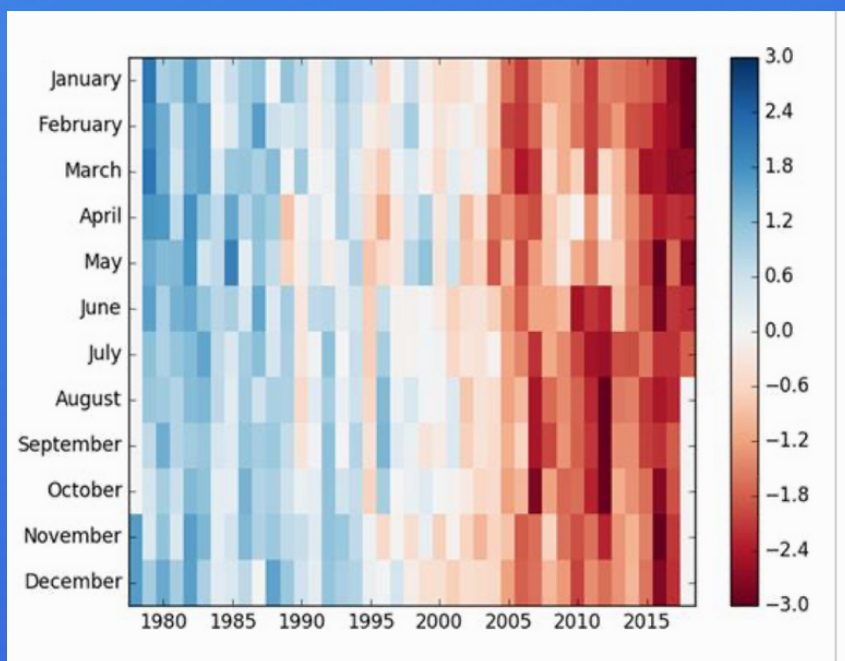 January
February
March
April
May
June
July
August
September
October
November
December
1980 1985 1990 1995 2000 2005 2010 2015
3.0
2.4
1.8
1.2
0.6
0.0
−0.6
−1.2
−1.8
−2.4
−3.0